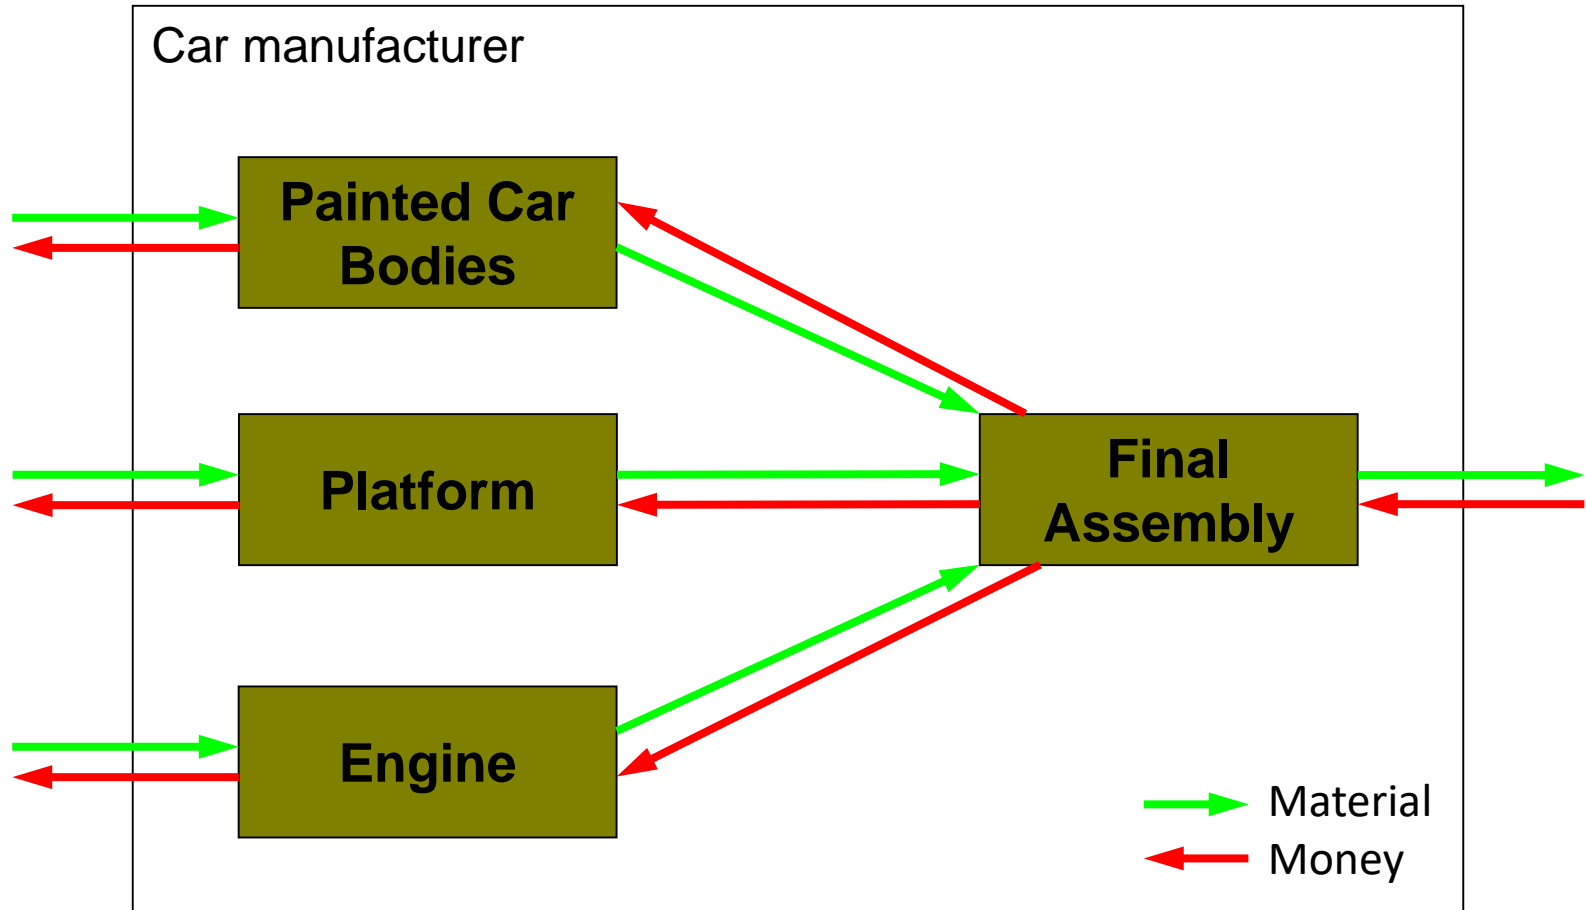 Car manufacturer
Painted Car
Bodies
Platform
Final
Assembly
Engine
Material
Money